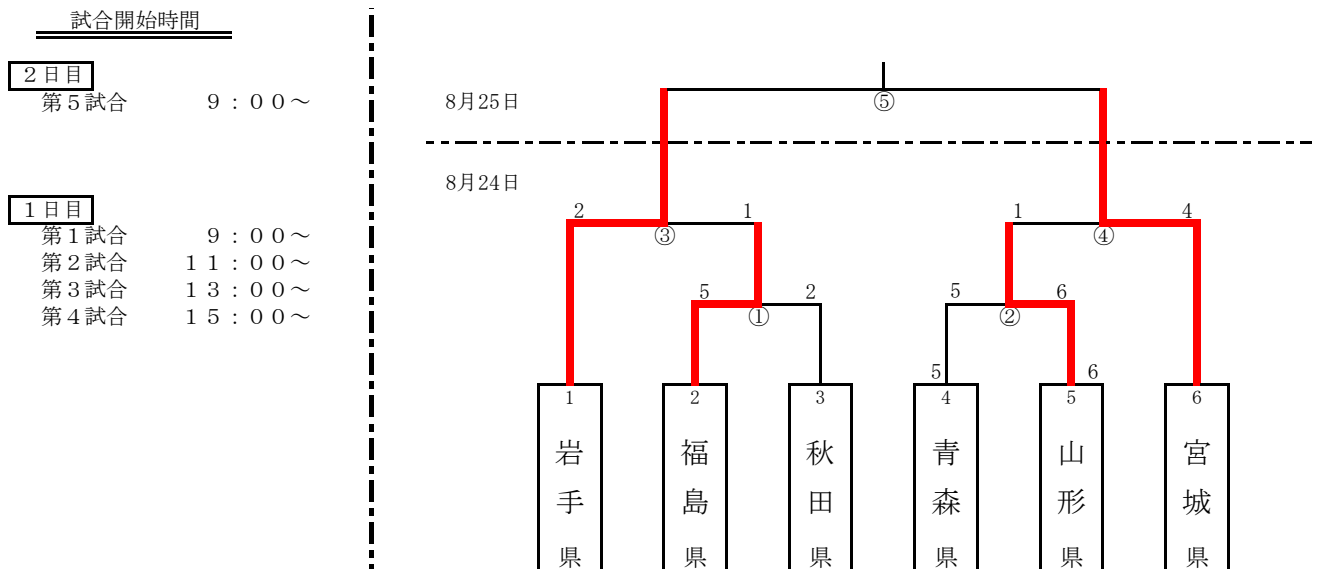 試合開始時間
２日目
第５試合　　９：００～
１日目
第１試合　　９：００～
第２試合　１１：００～
第３試合　１３：００～
第４試合　１５：００～
8月25日
⑤
8月24日
2 1 1 4
③ ④
5 2 5 6
① ②
5 6
1 2 3 4 5 6
岩手県
福島県
秋田県
青森県
山形県
宮城県